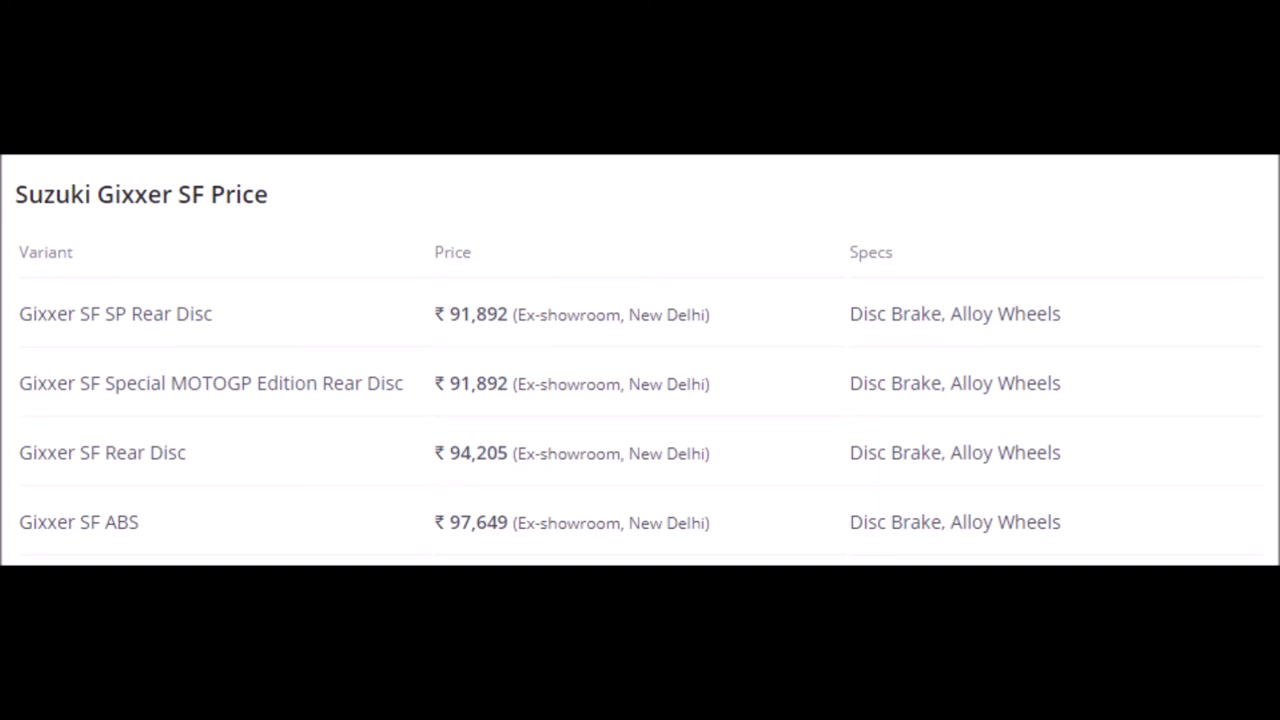 Suzuki Gixxer SF Price
Variant Price Specs
Gixxer SF SP Rear Disc ₹ 91,892 (Ex-showroom, New Delhi) Disc Brake, Alloy Wheels
Gixxer SF Special MOTOGP Edition Rear Disc ₹ 91,892 (Ex-showroom, New Delhi) Disc Brake, Alloy Wheels
Gixxer SF Rear Disc ₹ 94,205 (Ex-showroom, New Delhi) Disc Brake, Alloy Wheels
Gixxer SF ABS ₹ 97,649 (Ex-showroom, New Delhi) Disc Brake, Alloy Wheels